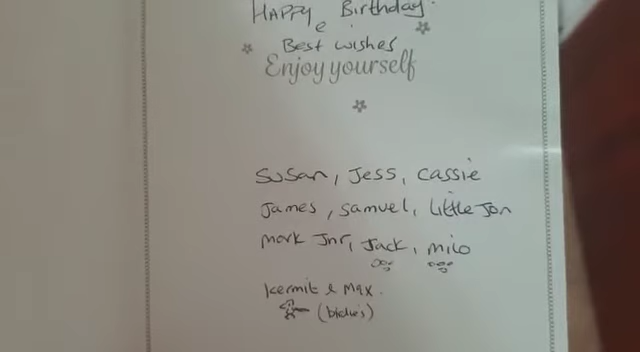 HAPPY Birthday.
e
Best wishes
Enjoy yourself
Susan, Jess, Cassie
James, Samuel, Little Jon
Mark Jnr, Jack, Milo
Kermit & Max.
(bidies)